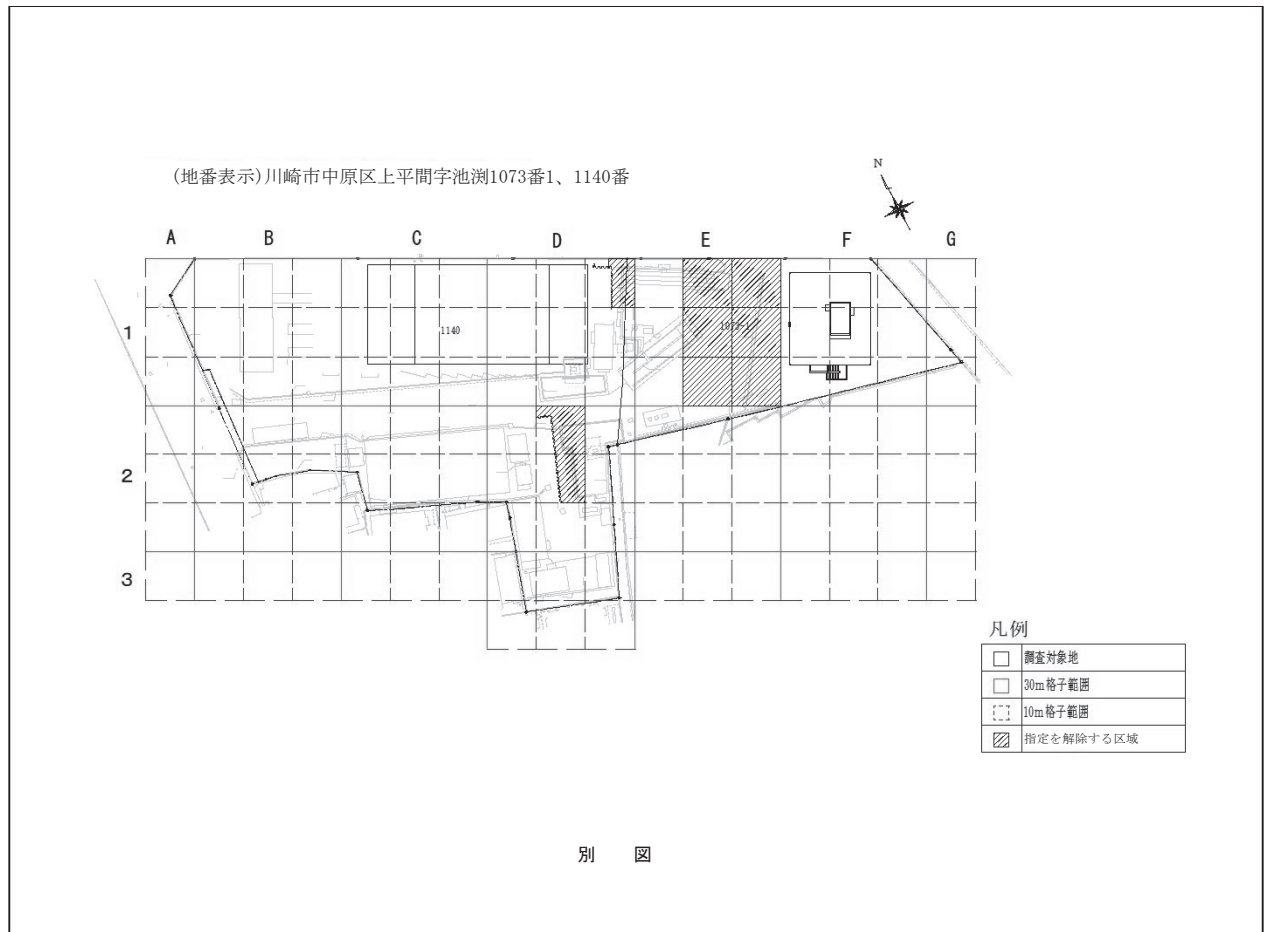 (地番表示)川崎市中原区上平間字池渕1073番1、1140番
N
A B C D E F G
1
1140
1073-1
2
3
凡例
調査対象地
30m格子範囲
10m格子範囲
指定を解除する区域
別 図